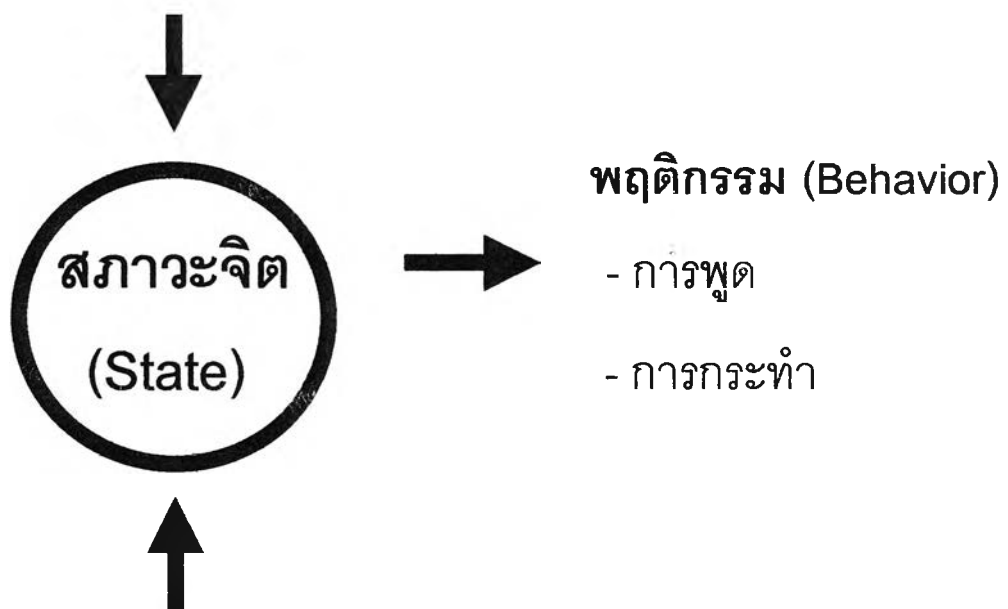 พฤติกรรม (Behavior)
สภาวะจิต
(State)
- การพูด
- การกระทำ